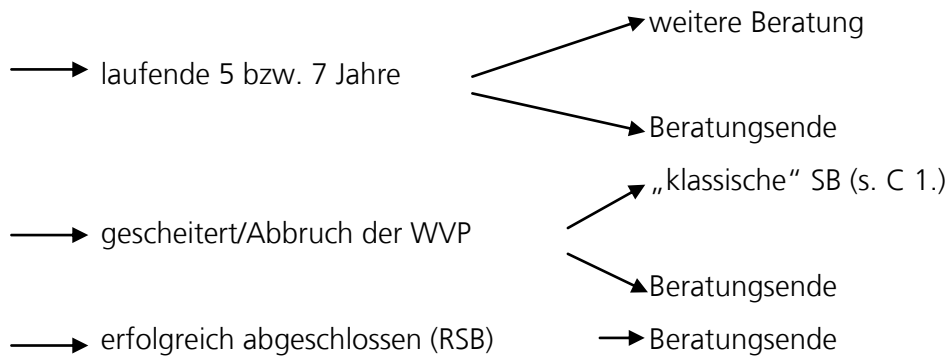 weitere Beratung
laufende 5 bzw. 7 Jahre
Beratungsende
„klassische“ SB (s. C 1.)
gescheitert/Abbruch der WVP
Beratungsende
erfolgreich abgeschlossen (RSB) Beratungsende